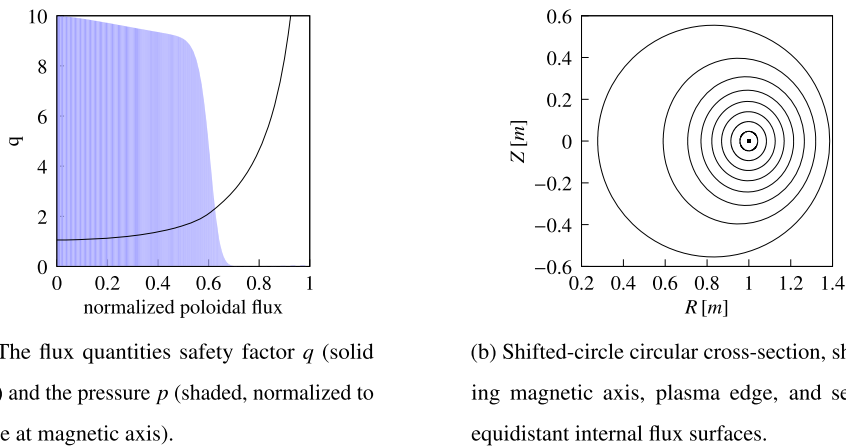 10
8
6
4
2
0
q
0 0.2 0.4 0.6 0.8 1
normalized poloidal flux
0.6
0.4
0.2
0
−0.2
−0.4
−0.6
Z [m]
0.2 0.4 0.6 0.8 1 1.2 1.4
R [m]
The flux quantities safety factor q (solid
) and the pressure p (shaded, normalized to
e at magnetic axis).
(b) Shifted-circle circular cross-section, sh
ing magnetic axis, plasma edge, and se
equidistant internal flux surfaces.